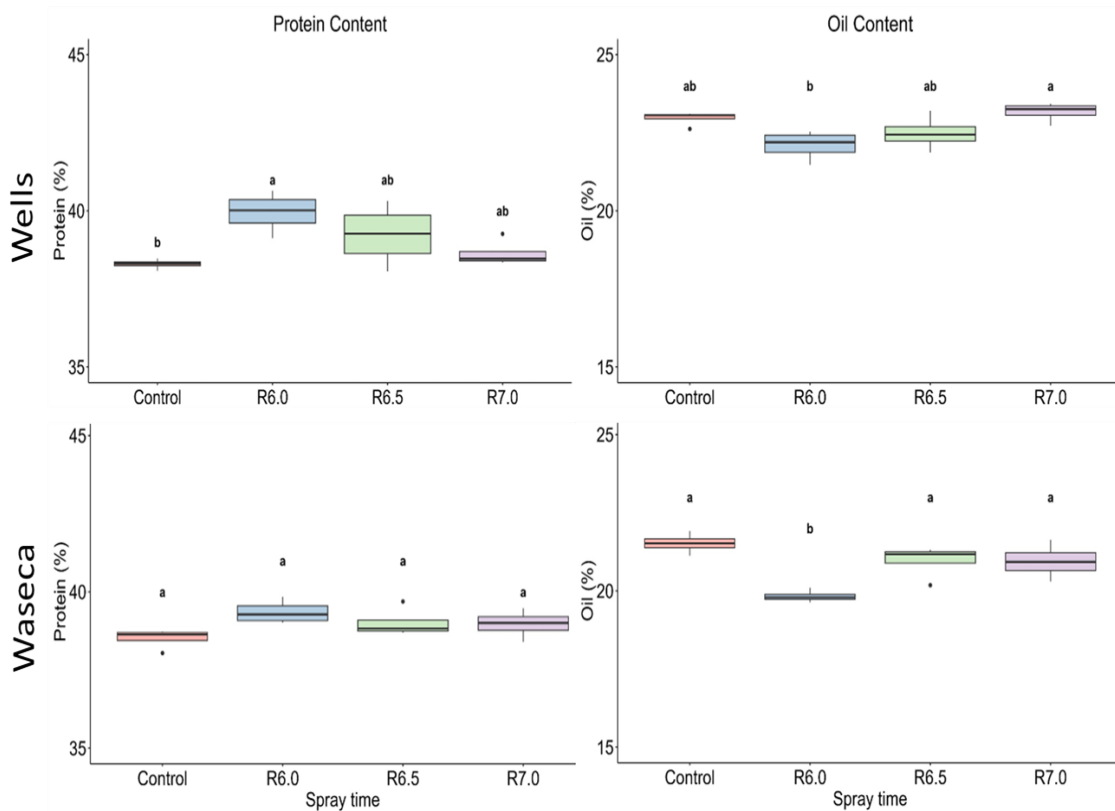 Protein Content
Oil Content
Wells
Protein (%)
45
40
35
b
a
ab
ab
Control R6.0 R6.5 R7.0
Oil (%)
25
20
15
ab
b
ab
a
Control R6.0 R6.5 R7.0
Waseca
Protein (%)
45
40
35
a
a
a
a
Control R6.0 R6.5 R7.0
Spray time
Oil (%)
25
20
15
a
b
a
a
Control R6.0 R6.5 R7.0
Spray time